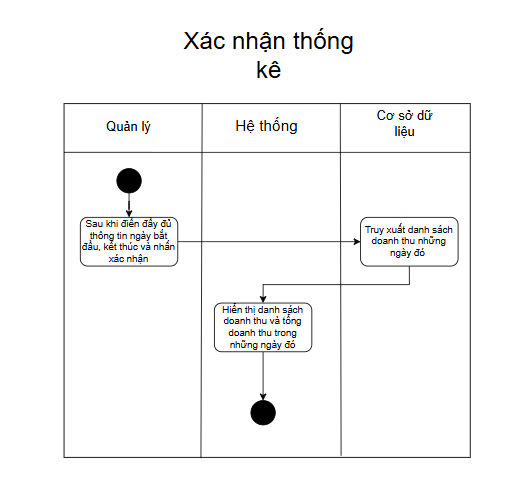 Xác nhận thống
kê
Quản lý
Hệ thống
Cơ sở dữ
liệu
Sau khi điền đầy đủ
thông tin ngày bắt
đầu, kết thúc và nhấn
xác nhận
Truy xuất danh sách
doanh thu những
ngày đó
Hiển thị danh sách
doanh thu và tổng
doanh thu trong
những ngày đó